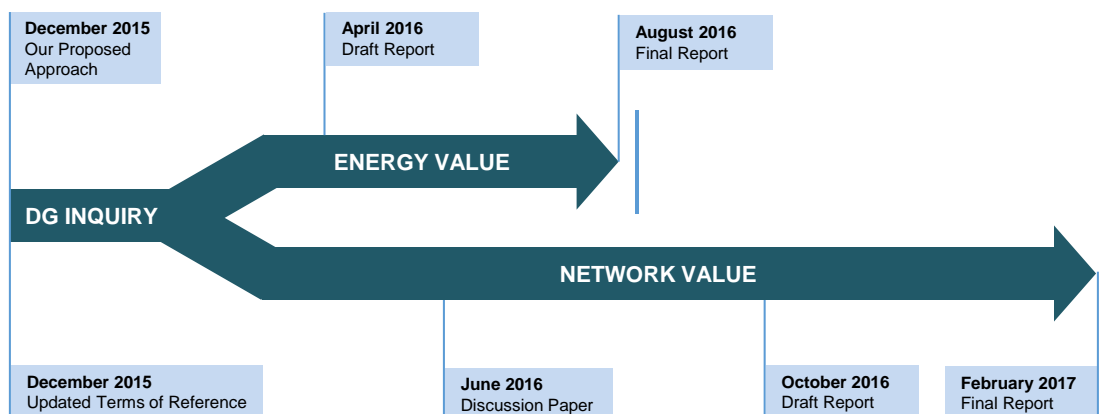 December 2015
Our Proposed
Approach
April 2016
Draft Report
August 2016
Final Report
ENERGY VALUE
DG INQUIRY
NETWORK VALUE
December 2015
Updated Terms of Reference
June 2016
Discussion Paper
October 2016
Draft Report
February 2017
Final Report